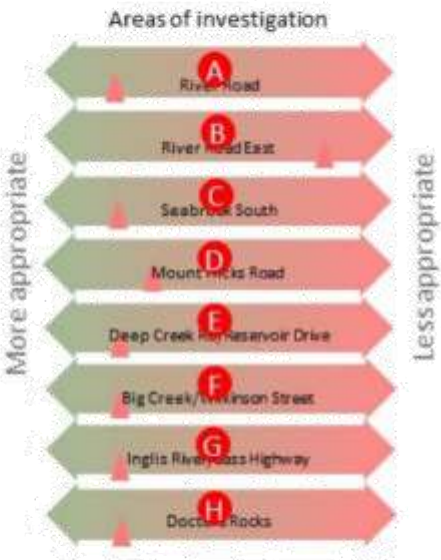 Areas of investigation
More appropriate
Less appropriate
A
River Road
B
River Road East
C
Seabrook South
D
Mount Hicks Road
E
Deep Creek Rd/Reservoir Drive
F
Big Creek/Wilkinson Street
G
Inglis River/Bass Highway
H
Doctors Rocks